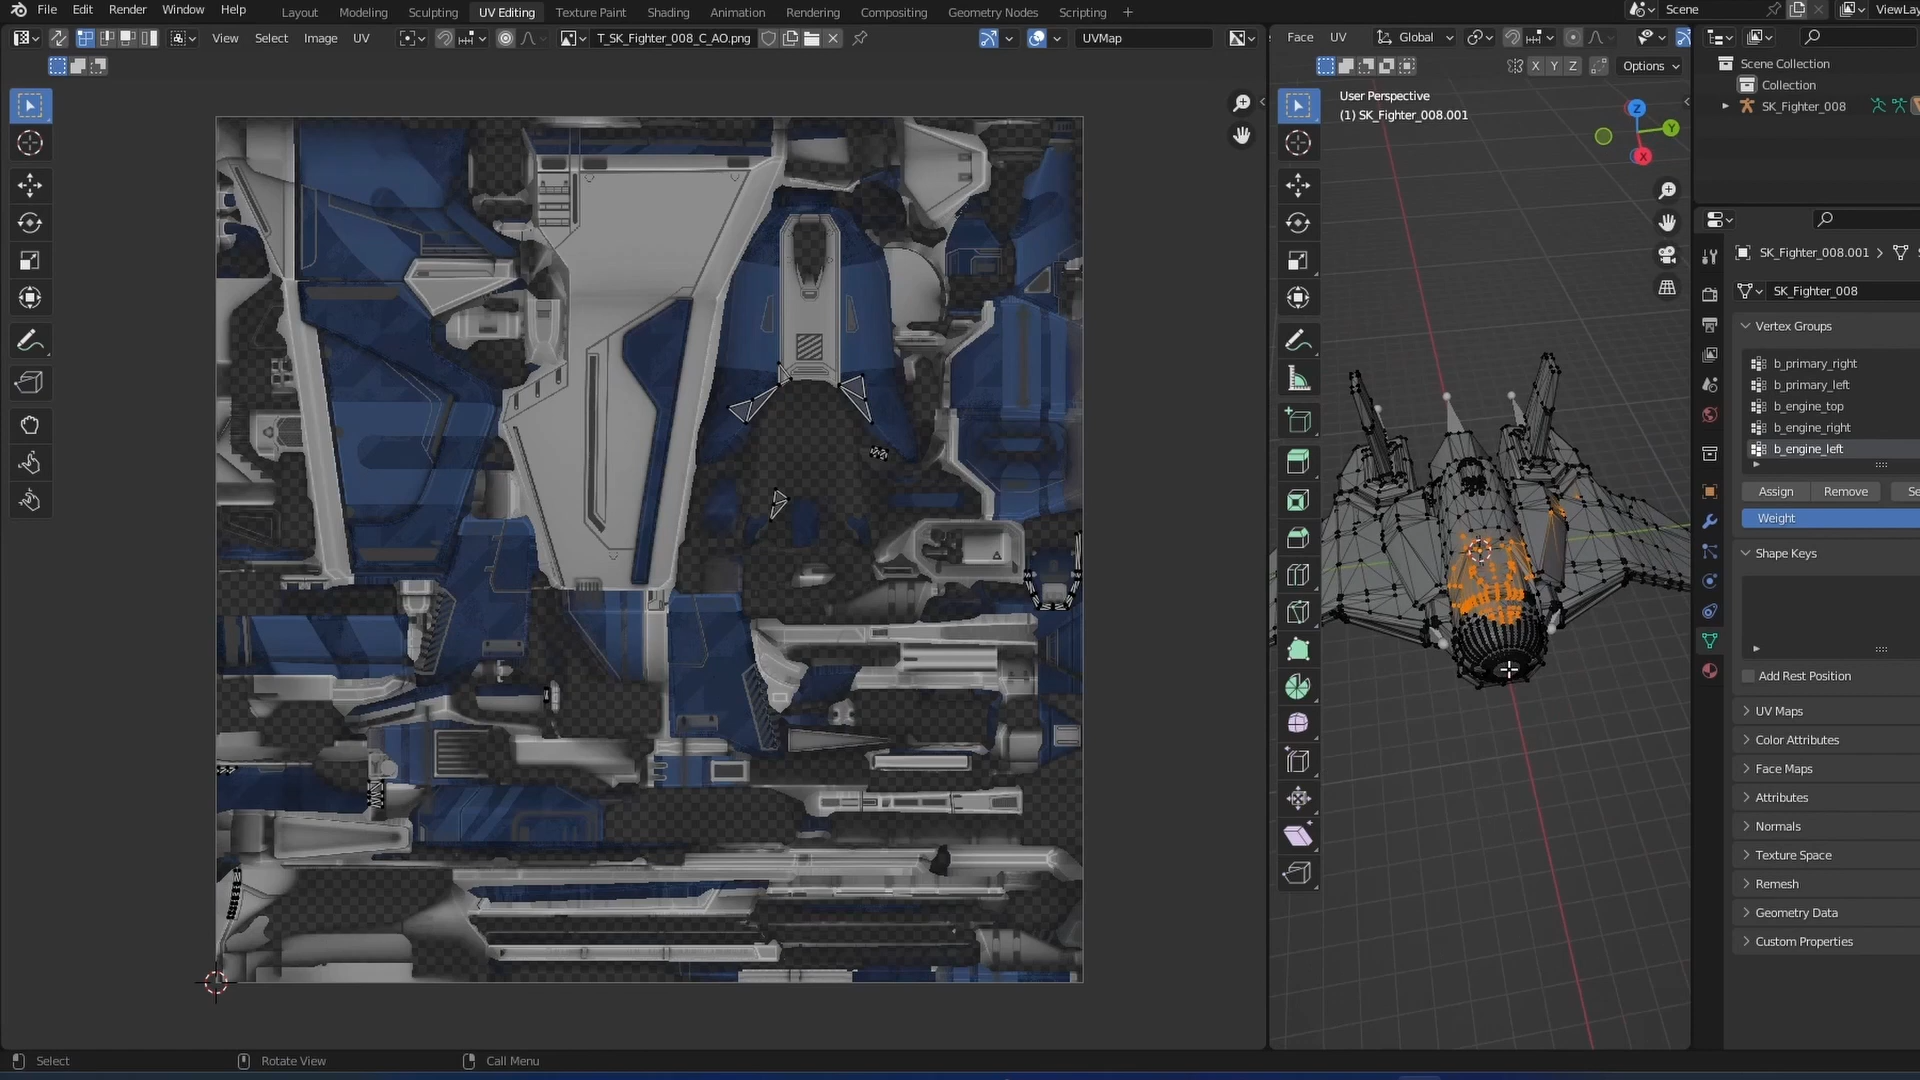 File Edit Render Window Help
Layout Modeling Sculpting UV Editing Texture Paint Shading Animation Rendering Compositing Geometry Nodes Scripting +
Scene
ViewLay
View Select Image UV
T_SK_Fighter_008_C_AO.png
UVMap
Face UV
Global
X Y Z
Options
User Perspective
(1) SK_Fighter_008.001
Z
Y
X
Scene Collection
Collection
SK_Fighter_008
SK_Fighter_008.001
S
SK_Fighter_008
Vertex Groups
b_primary_right
b_primary_left
b_engine_top
b_engine_right
b_engine_left
Assign
Remove
Se
Weight
Shape Keys
Add Rest Position
UV Maps
Color Attributes
Face Maps
Attributes
Normals
Texture Space
Remesh
Geometry Data
Custom Properties
Select
Rotate View
Call Menu